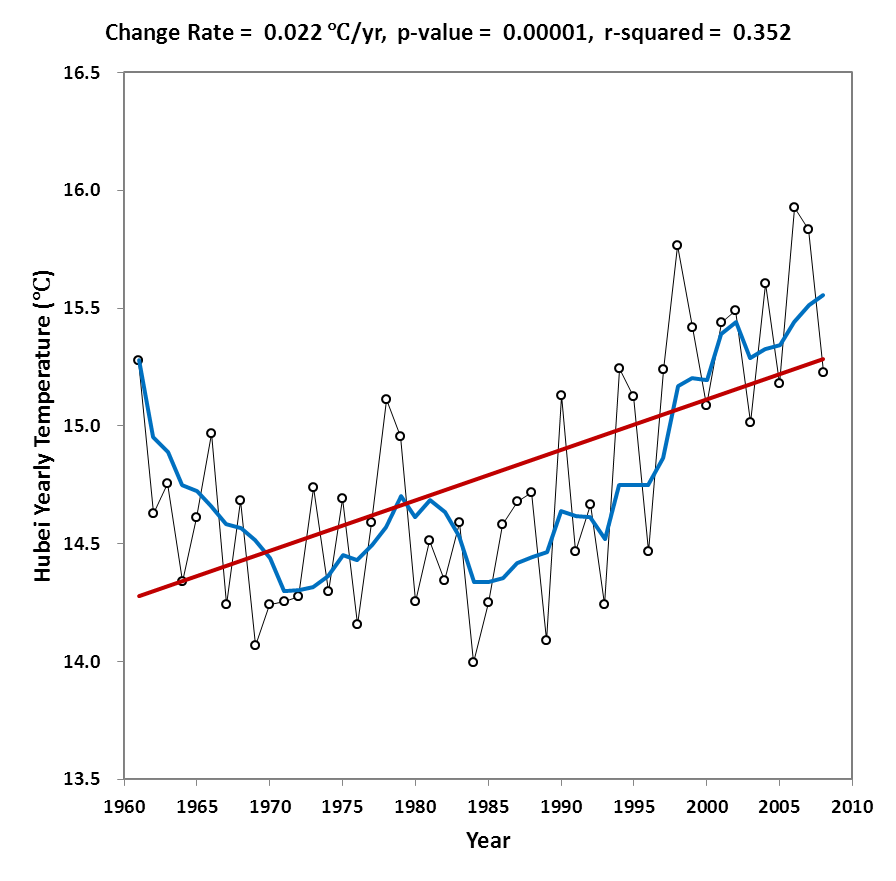 Change Rate = 0.022 ℃/yr, p-value = 0.00001, r-squared = 0.352
16.5
16.0
15.5
15.0
14.5
14.0
13.5
Hubei Yearly Temperature (℃)
1960 1965 1970 1975 1980 1985 1990 1995 2000 2005 2010
Year